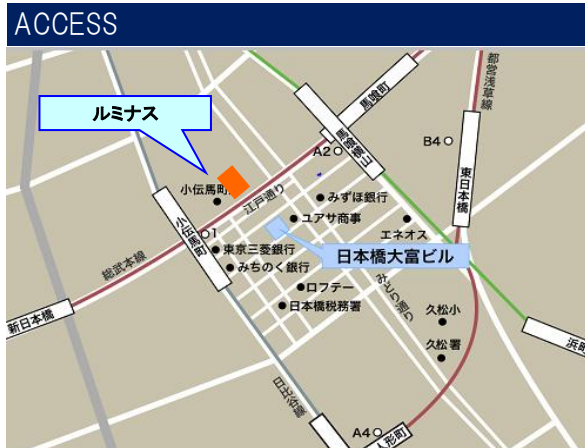 ACCESS
ルミナス
馬喰町
都営浅草線
馬喰横山
A2
B4
小伝馬町
江戸通り
みずほ銀行
東日本橋
小伝馬町
1
ユアサ商事
エネオス
東京三菱銀行
日本橋大富ビル
みちのく銀行
総武本線
みどり通り
ロフテー
日本橋税務署
久松小
新日本橋
浜町
久松署
日比谷線
A4
形町